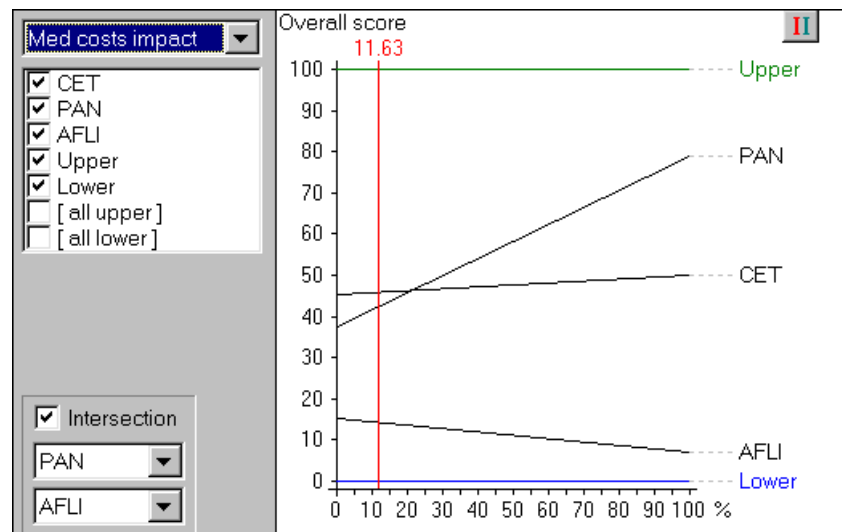 Med costs impact
CET
PAN
AFLI
Upper
Lower
[ all upper ]
[ all lower ]
Intersection
PAN
AFLI
Overall score
11.63
II
100
90
80
70
60
50
40
30
20
10
0
Upper
PAN
CET
AFLI
Lower
0 10 20 30 40 50 60 70 80 90 100 %